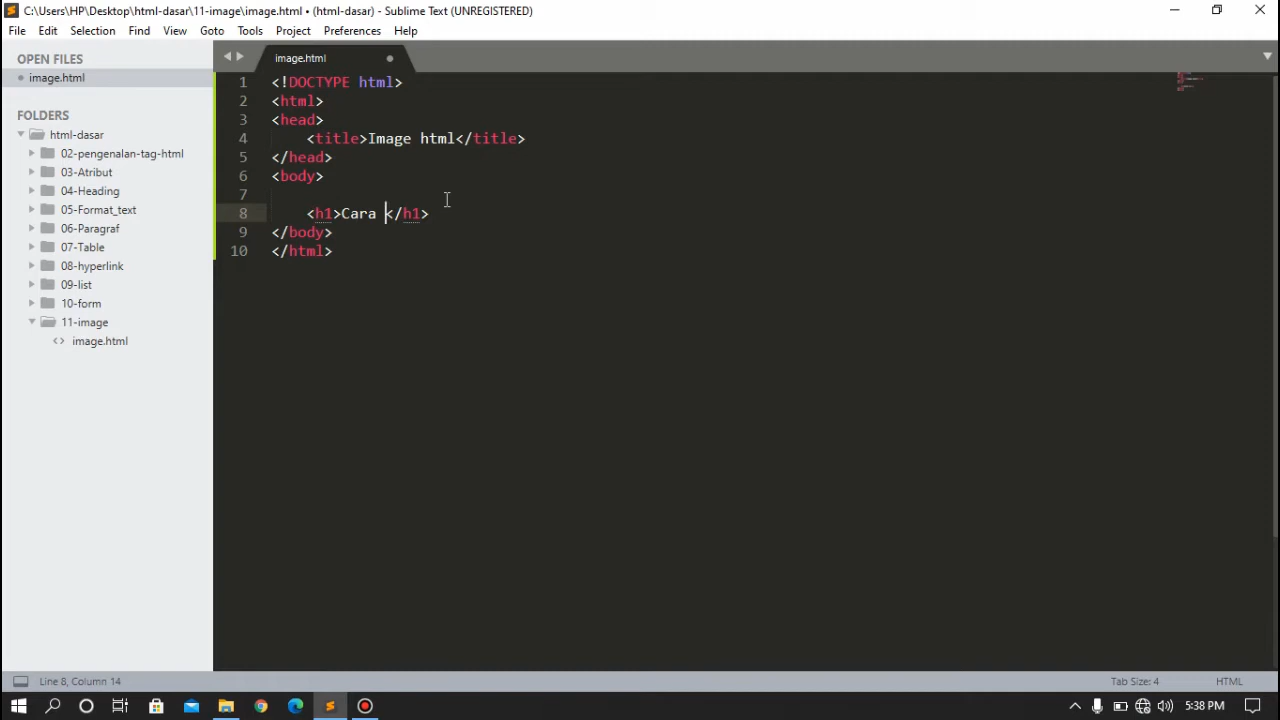 C:\Users\HP\Desktop\html-dasar\11-image\image.html • (html-dasar) - Sublime Text (UNREGISTERED)
File Edit Selection Find View Goto Tools Project Preferences Help
OPEN FILES
image.html
FOLDERS
html-dasar
02-pengenalan-tag-html
03-Atribut
04-Heading
05-Format_text
06-Paragraf
07-Table
08-hyperlink
09-list
10-form
11-image
<> image.html
image.html
1 <!DOCTYPE html>
2 <html>
3 <head>
4 <title>Image html</title>
5 </head>
6 <body>
7
8 <h1>Cara </h1>
9 </body>
10 </html>
Line 8, Column 14
Tab Size: 4
HTML
5:38 PM